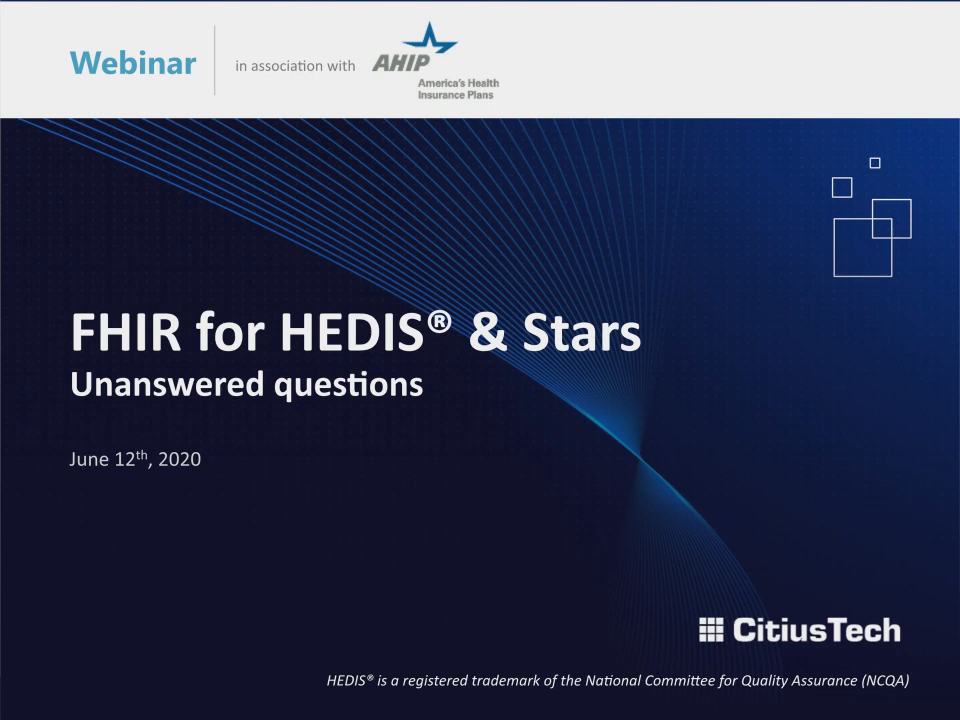 Webinar
in association with
AHIP
America's Health
Insurance Plans
FHIR for HEDIS® & Stars
Unanswered questions
June 12th, 2020
CitiusTech
HEDIS® is a registered trademark of the National Committee for Quality Assurance (NCQA)